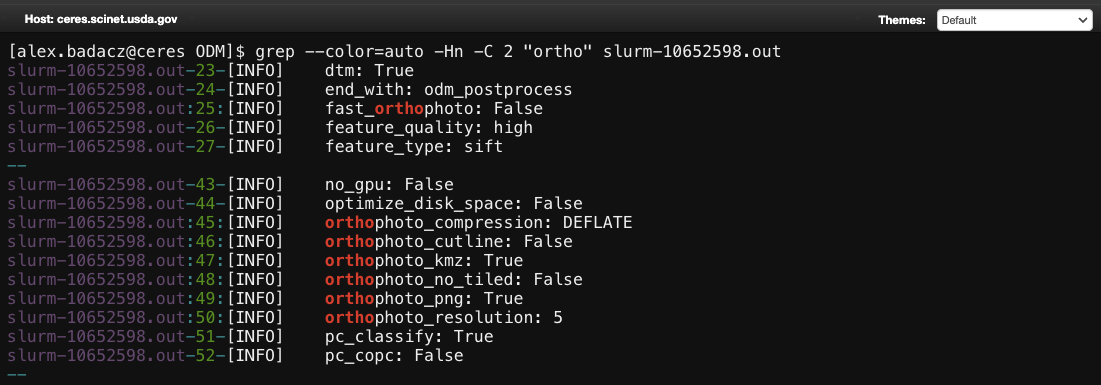 Host: ceres.scinet.usda.gov
Themes: Default
[alex.badacz@ceres ODM]$ grep --color=auto -Hn -C 2 "ortho" slurm-10652598.out
slurm-10652598.out-23-[INFO]    dtm: True
slurm-10652598.out-24-[INFO]    end_with: odm_postprocess
slurm-10652598.out:25:[INFO]    fast_orthophoto: False
slurm-10652598.out-26-[INFO]    feature_quality: high
slurm-10652598.out-27-[INFO]    feature_type: sift
--
slurm-10652598.out-43-[INFO]    no_gpu: False
slurm-10652598.out-44-[INFO]    optimize_disk_space: False
slurm-10652598.out:45:[INFO]    orthophoto_compression: DEFLATE
slurm-10652598.out:46:[INFO]    orthophoto_cutline: False
slurm-10652598.out:47:[INFO]    orthophoto_kmz: True
slurm-10652598.out:48:[INFO]    orthophoto_no_tiled: False
slurm-10652598.out:49:[INFO]    orthophoto_png: True
slurm-10652598.out:50:[INFO]    orthophoto_resolution: 5
slurm-10652598.out-51-[INFO]    pc_classify: True
slurm-10652598.out-52-[INFO]    pc_copc: False
--